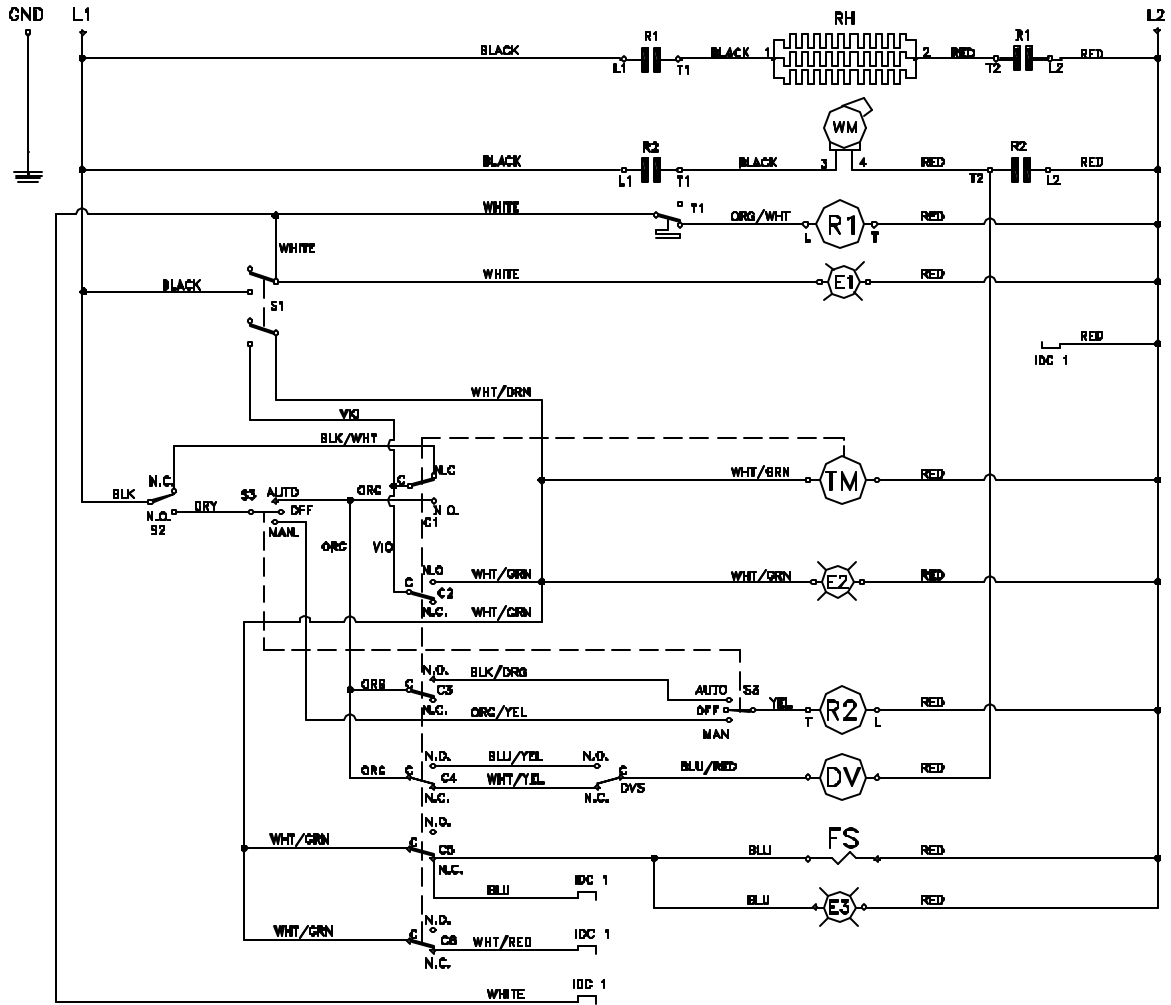 GND L1 L2
RH
BLACK R1 BLACK 1 2 RED R1 RED
L1 T1 T2 L2
WM
BLACK R2 BLACK 3 4 RED R2 RED
L1 T1 T2 L2
WHITE T1 ORG/WHT R1 RED
L T
WHITE
WHITE E1 RED
BLACK
S1
RED
IDC 1
WHT/DRN
VKI
BLK/WHT
N.C. C N.C
WHT/GRN TM RED
BLK S3 AUTO ORG
N.O. GRY OFF N.O.
S2 MAN. C1
ORG VIO
C N.O WHT/GRN WHT/GRN E2 RED
C2
N.C. WHT/GRN
N.O. BLK/ORG
ORG C C3 AUTO S3
N.C. ORG/YEL OFF YEL R2 RED
MAN T L
N.O. BLU/YEL N.O.
ORG C C4 WHT/YEL C BLU/RED DV RED
N.C. N.C. DVS
N.O.
WHT/GRN C C5 BLU FS RED
N.C.
BLU IDC 1
BLU E3 RED
N.O.
WHT/GRN C C6 WHT/RED IDC 1
N.C.
WHITE IDC 1